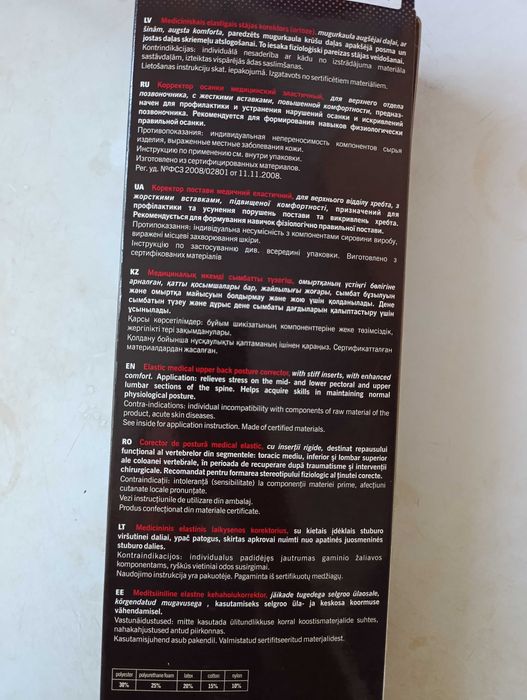 LV Medicīniskais elastīgais stājas korektors (ortoze), mugurkaula augšējai daļai, ar
šinām, augsta komforta, paredzēts mugurkaula krūšu daļas apakšējā posma un
jostas daļas skriemeļu atslogošanai. To iesaka fizioloģiski pareizas stājas veidošanai.
Kontrindikācijas: individuālā nesaderība ar kādu no izstrādājuma materiāla
sastāvdaļām, izteiktas vispārējās ādas saslimšanas.
Lietošanas instrukciju skat. iepakojumā. Izgatavots no sertificētiem materiāliem.
RU Корректор осанки медицинский эластичный, для верхнего отдела
позвоночника, с жесткими вставками, повышенной комфортности, предназ-
начен для профилактики и устранения нарушений осанки и искривлений
позвоночника. Рекомендуется для формирования навыков физиологически
правильной осанки.
Противопоказания: индивидуальная непереносимость компонентов сырья
изделия, выраженные местные заболевания кожи.
Инструкцию по применению см. внутри упаковки.
Изготовлено из сертифицированных материалов.
Рег. уд. №ФСЗ 2008/02801 от 11.11.2008.
UA Коректор постави медичний еластичний, для верхнього відділу хребта, з
жорсткими вставками, підвищеної комфортності, призначений для
профілактики та усунення порушень постави та викривлень хребта.
Рекомендується для формування навичок фізіологічно правильної постави.
Протипоказання: індивідуальна несумісність з компонентами сировини виробу,
виражені місцеві захворювання шкіри.
Інструкцію по застосуванню див. всередині упаковки. Виготовлено з
сертифікованих матеріалів
KZ Медициналық икемді сымбатты түзегіш, омыртқаның үстіңгі бөлігіне
арналған, қатты қосымшалары бар, жайлылығы жоғары, сымбат бұзылуын
және омыртқа майысуын болдырмау және жою үшін қолданылады. Дене
сымбатын түзеу және дұрыс дене сымбаты дағдыларын қалыптастыру үшін
ұсынылады.
Қарсы көрсетілімдер: бұйым шикізатының компоненттеріне жеке төзімсіздік,
жергілікті тері зақымданулары.
Қолдану бойынша нұсқаулықты қаптаманың ішінен қараңыз. Сертификатталған
материалдардан жасалған.
EN Elastic medical upper back posture corrector, with stiff inserts, with enhanced
comfort. Application: relieves stress on the mid- and lower pectoral and upper
lumbar sections of the spine. Helps acquire skills in maintaining normal
physiological posture.
Contra-indications: individual incompatibility with components of raw material of the
product, acute skin diseases.
See inside for application instruction. Made of certified materials.
RO Corector de postură medical elastic, cu inserții rigide, destinat repausului
funcțional al vertebrelor din segmentele: toracic mediu, inferior și lombar superior
ale coloanei vertebrale, în perioada de recuperare după traumatisme și intervenții
chirurgicale. Recomandat pentru formarea stereotipului fiziologic al ținutei corecte.
Contraindicații: intoleranță (sensibilitate) la componenții materiei prime, afecțiuni
cutanate locale pronunțate.
Vezi instrucțiunile de utilizare din ambalaj.
Produs confecționat din materiale certificate.
LT Medicininis elastinis laikysenos korektorius, su kietais įdėklais stuburo
viršutinei daliai, ypač patogus, skirtas apkrovai nuimti nuo apatinės juosmeninės
stuburo dalies.
Kontraindikacijos: individualus padidėjęs jautrumas gaminio žaliavos
komponentams, ryškūs vietiniai odos susirgimai.
Naudojimo instrukcija yra pakuotėje. Pagaminta iš sertifikuotų medžiagų.
EE Meditsiiniline elastne kehahoiukorrektor, jäikade tugedega selgroo ülaosale,
kõrgendatud mugavusega , kasutamiseks selgroo üla- ja keskosa koormuse
vähendamisel.
Vastunäidustused: mitte kasutada ülitundlikkuse korral koostismaterjalide suhtes,
nahakahjustused antud piirkonnas.
Kasutamisjuhend asub pakendil. Valmistatud sertifitseeritud materjalidest.
polyester polyurethane foam latex cotton nylon
30% 25% 20% 15% 10%